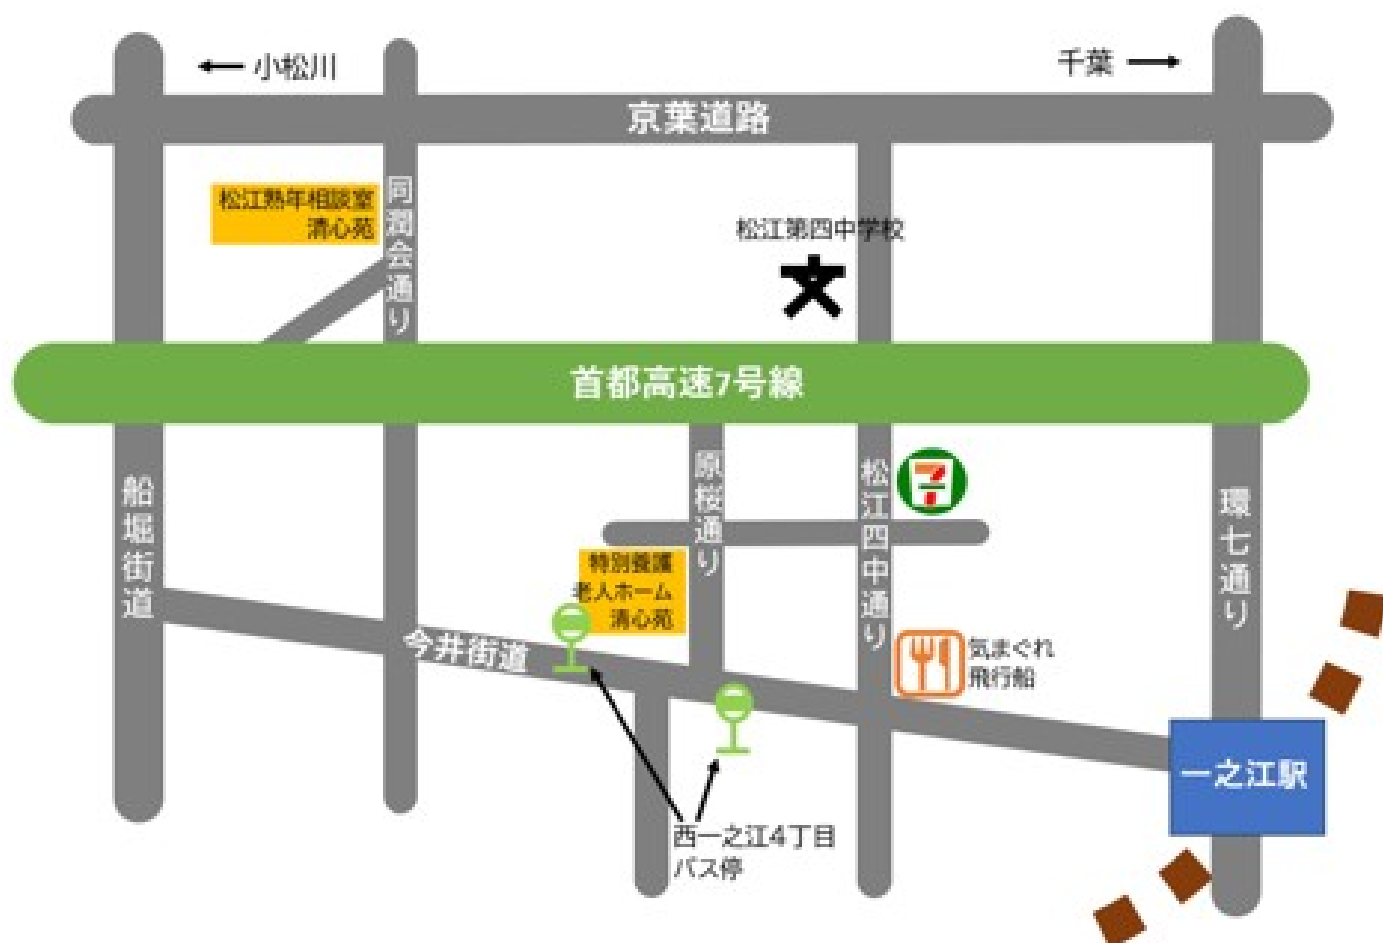 小松川
千葉
京葉道路
松江熟年相談室
清心苑
同潤会通り
松江第四中学校
文
首都高速7号線
船堀街道
原桜通り
松江四中通り
7
環七通り
特別養護
老人ホーム
清心苑
今井街道
気まぐれ
飛行船
一之江駅
西一之江4丁目
バス停